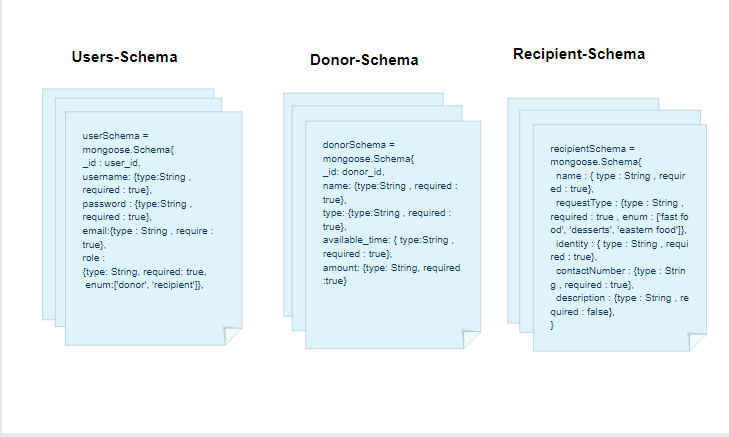 Users-Schema
userSchema =
mongoose.Schema{
_id : user_id,
username: {type:String ,
required : true},
password : {type:String ,
required : true},
email:{type : String , require :
true},
role :
{type: String, required: true,
enum:['donor', 'recipient']},
Donor-Schema
donorSchema =
mongoose.Schema{
_id: donor_id,
name: {type:String , required :
true},
type: {type:String , required :
true},
available_time: { type:String ,
required : true},
amount: {type: String, required
:true}
Recipient-Schema
recipientSchema =
mongoose.Schema{
name : { type : String , requir
ed : true},
requestType : {type : String ,
required : true , enum : ['fast fo
od', 'desserts', 'eastern food']},
identity : { type : String , requi
red : true},
contactNumber : {type : Strin
g , required : true},
description : {type : String , re
quired : false},
}